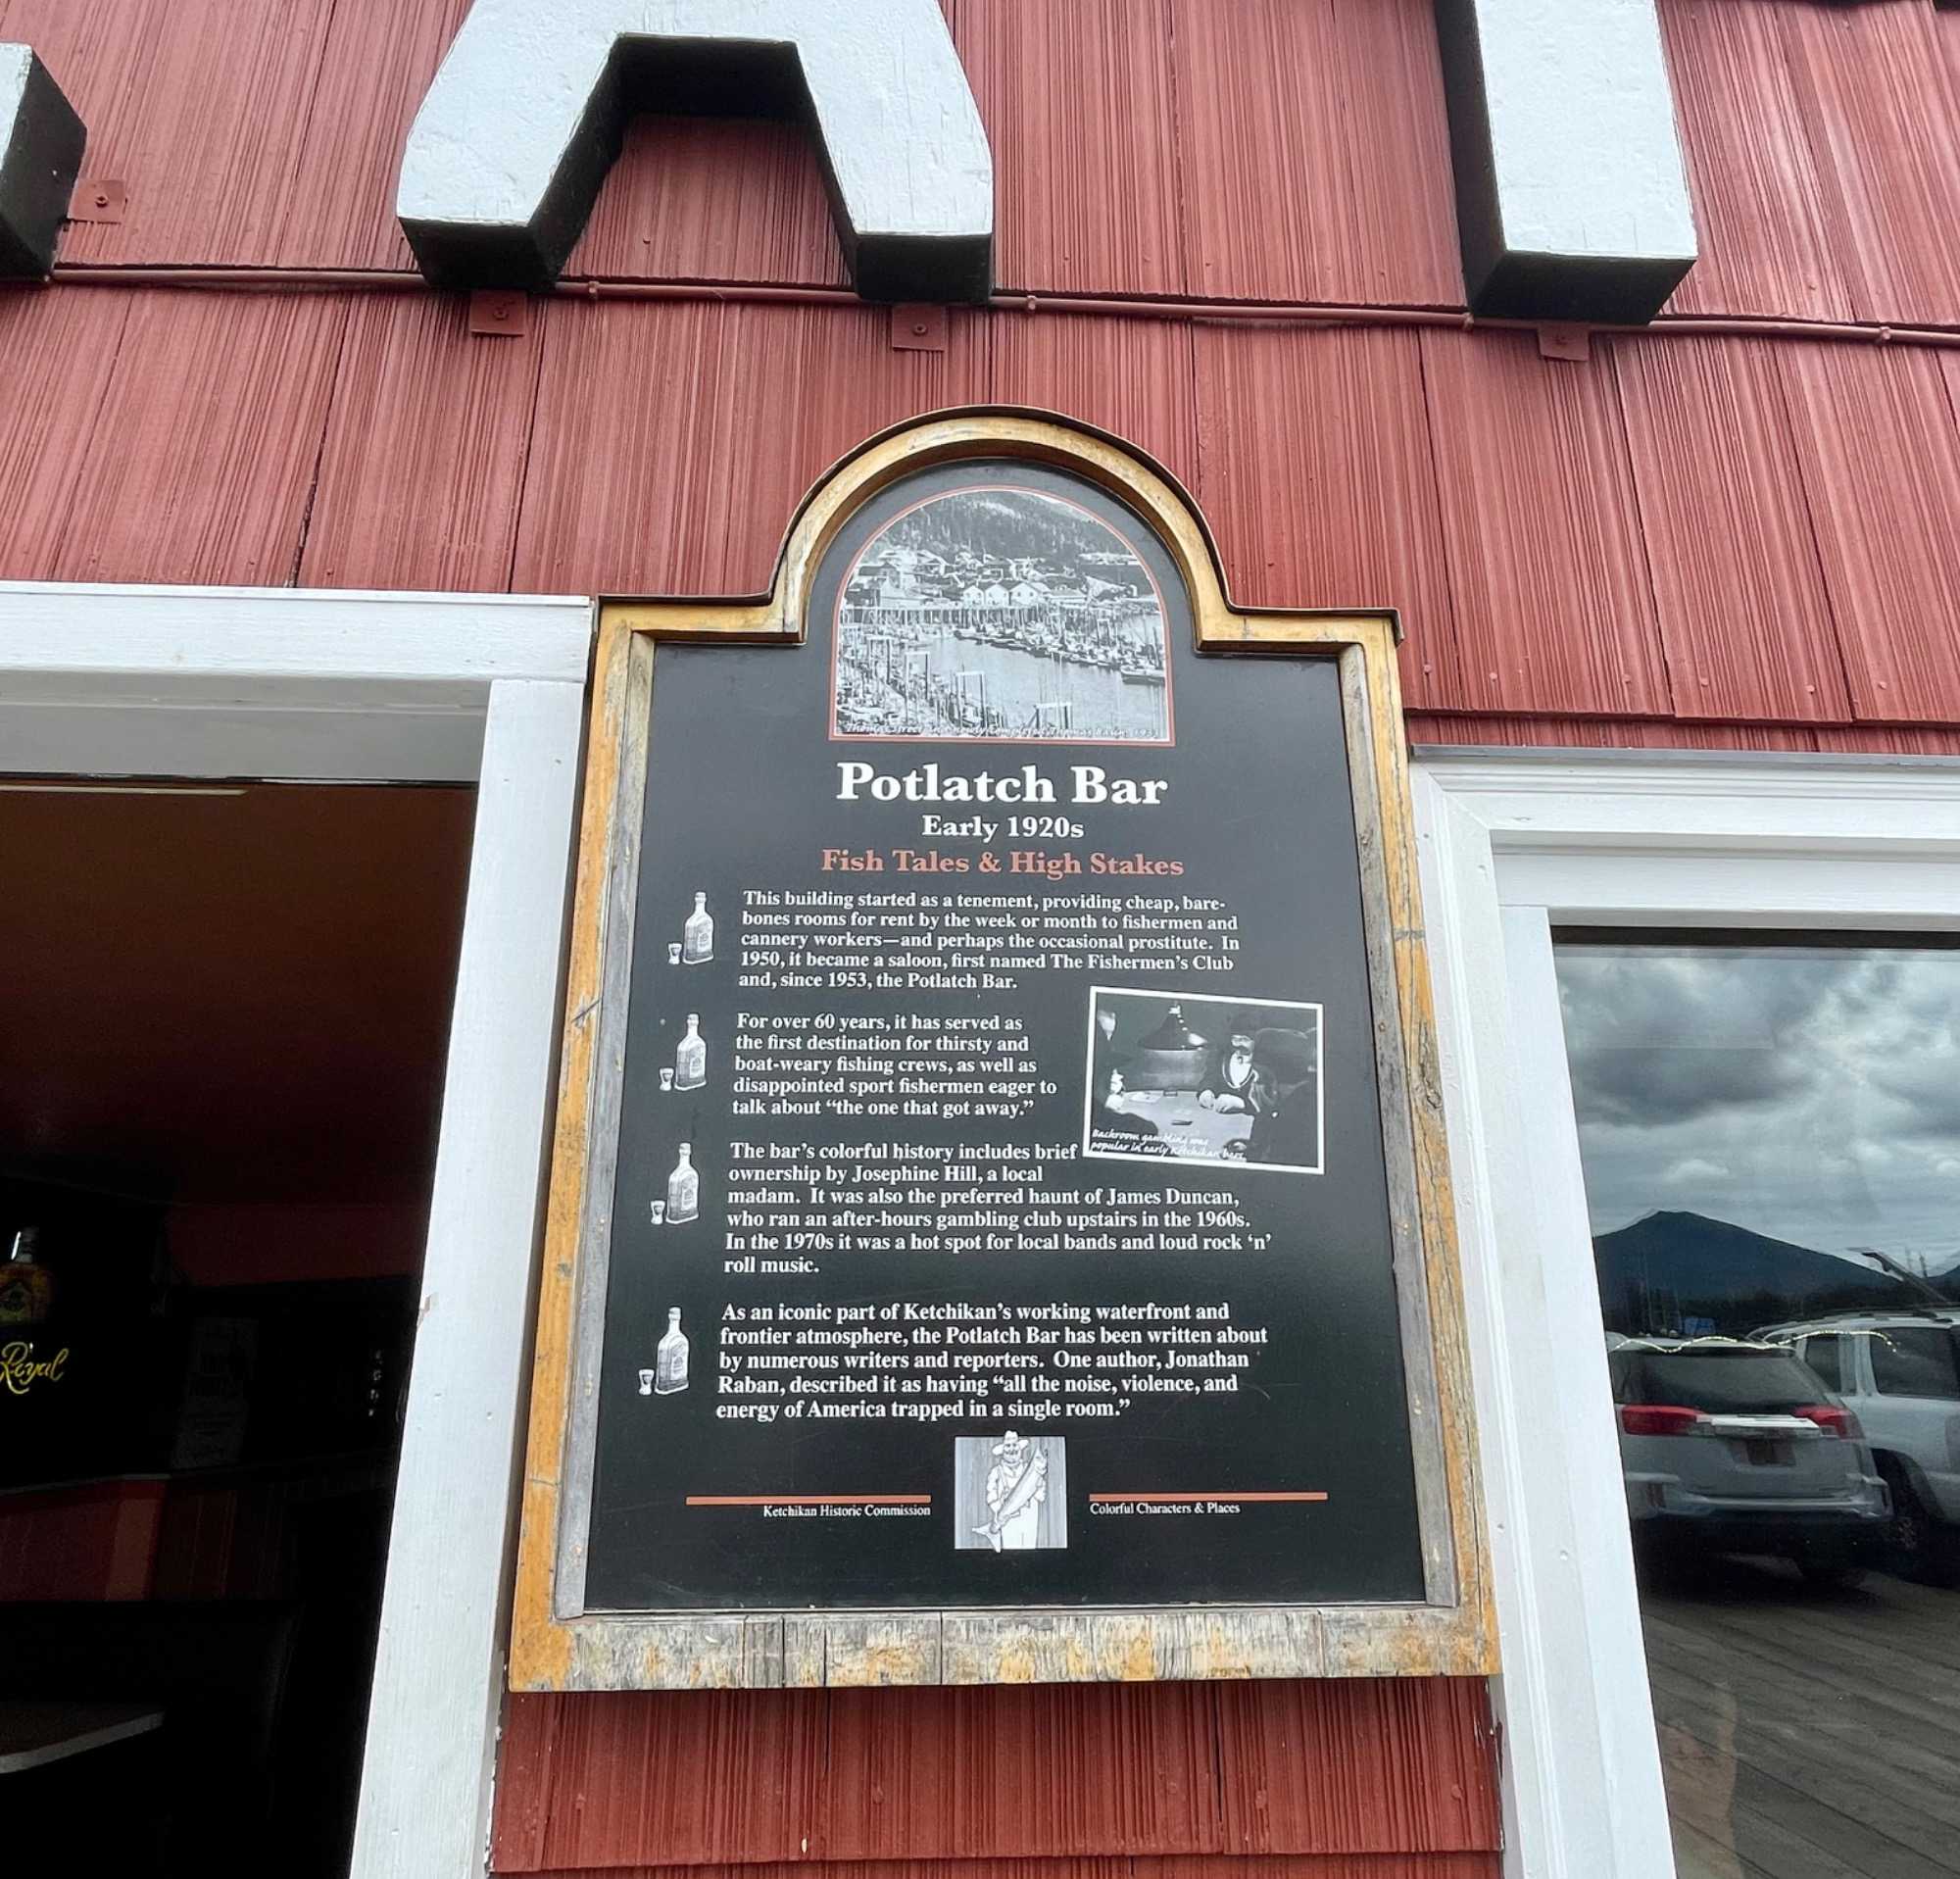 A T
Potlatch Bar
Early 1920s
Fish Tales & High Stakes
This building started as a tenement, providing cheap, bare-
bones rooms for rent by the week or month to fishermen and
cannery workers—and perhaps the occasional prostitute. In
1950, it became a saloon, first named The Fishermen's Club
and, since 1953, the Potlatch Bar.
For over 60 years, it has served as
the first destination for thirsty and
boat-weary fishing crews, as well as
disappointed sport fishermen eager to
talk about “the one that got away.”
Backroom gambling was
popular in early Ketchikan bars.
The bar's colorful history includes brief
ownership by Josephine Hill, a local
madam. It was also the preferred haunt of James Duncan,
who ran an after-hours gambling club upstairs in the 1960s.
In the 1970s it was a hot spot for local bands and loud rock ‘n’
roll music.
As an iconic part of Ketchikan's working waterfront and
frontier atmosphere, the Potlatch Bar has been written about
by numerous writers and reporters. One author, Jonathan
Raban, described it as having “all the noise, violence, and
energy of America trapped in a single room.”
Ketchikan Historic Commission
Colorful Characters & Places
Royal